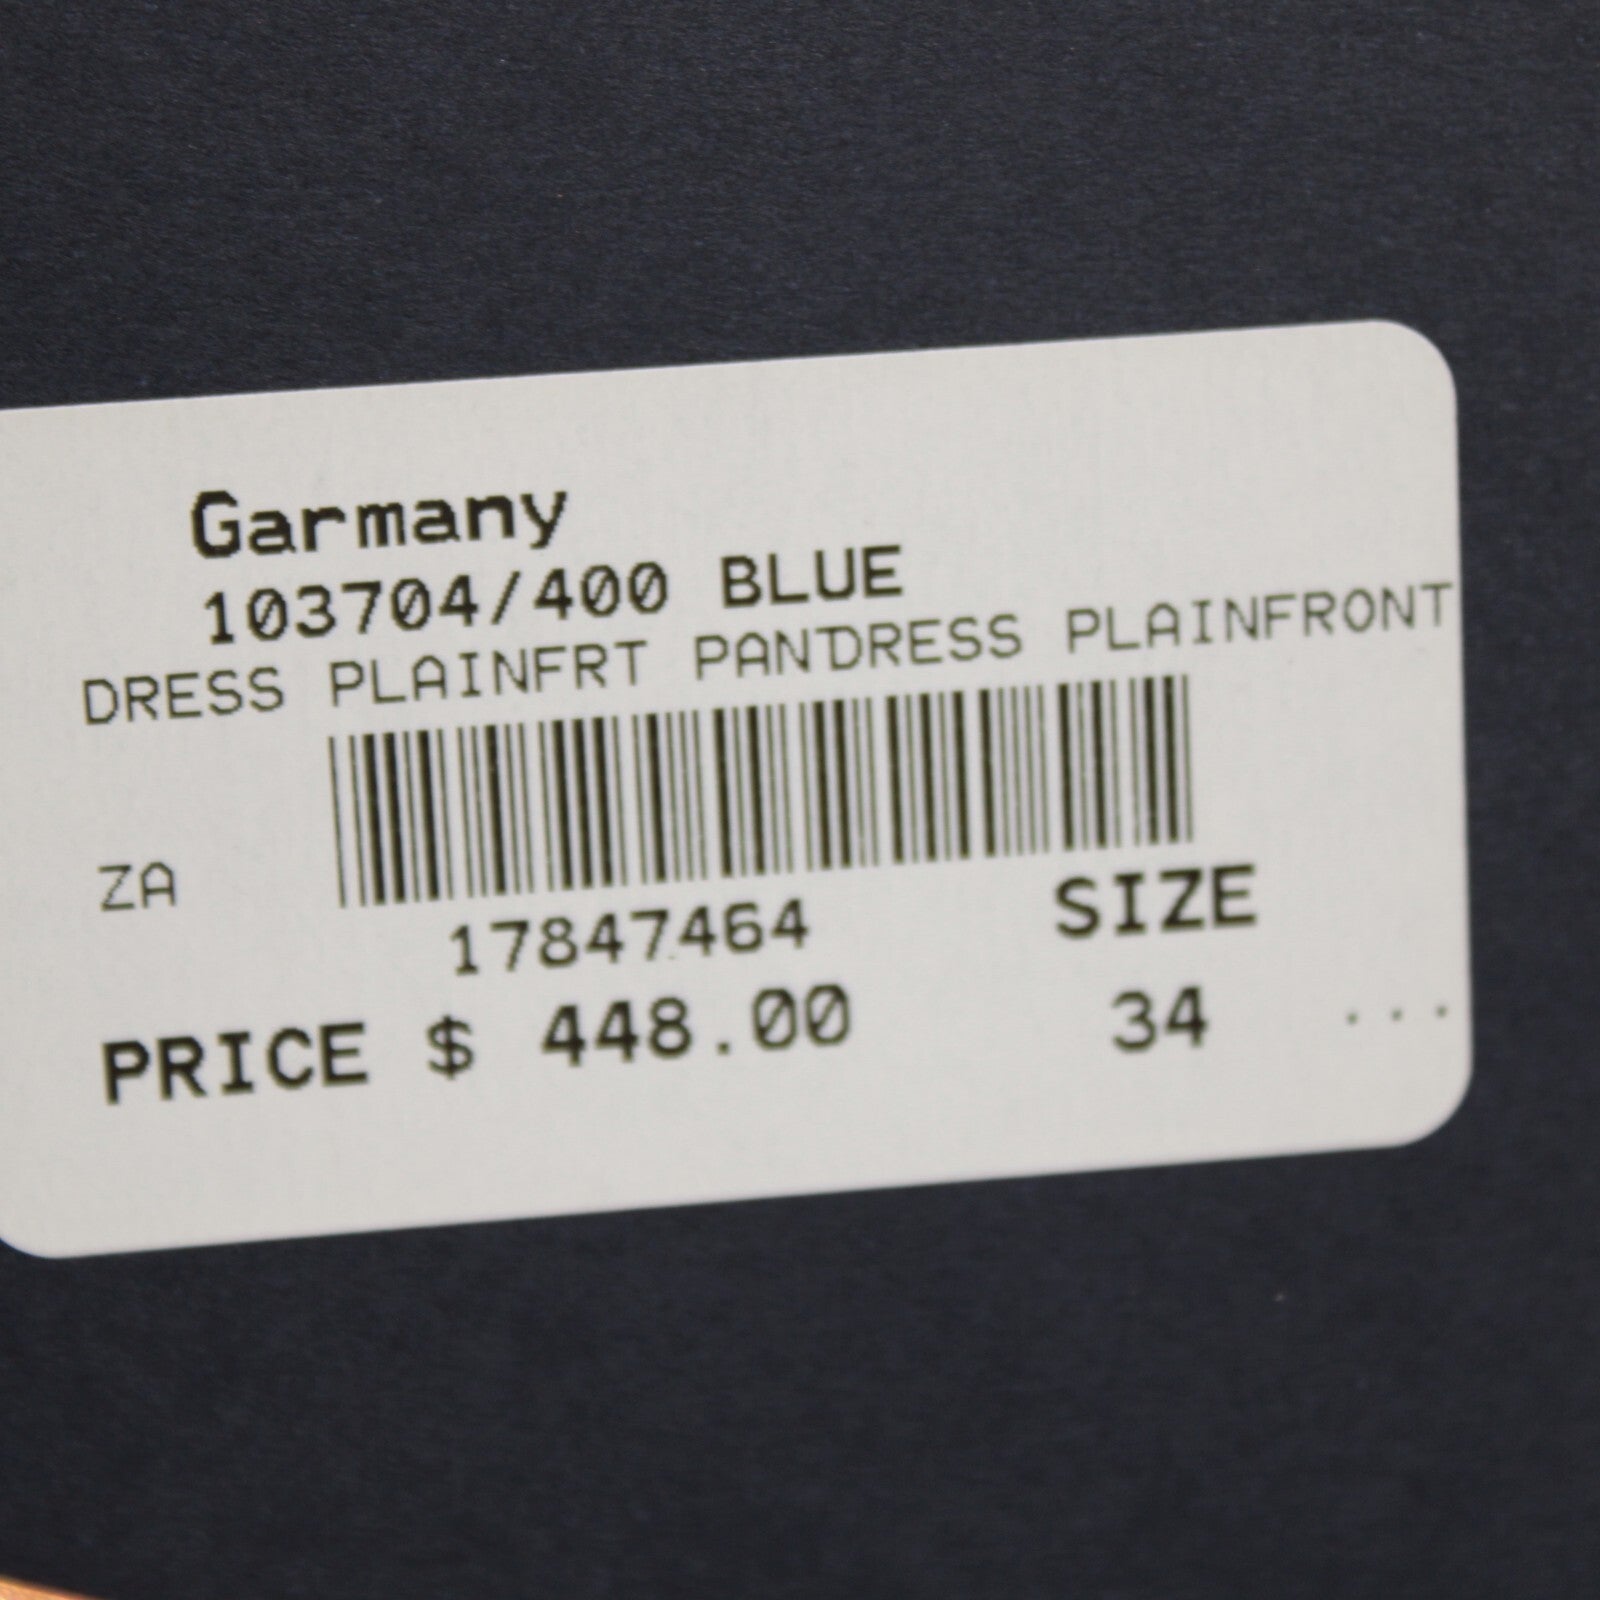 Garmany
103704/400 BLUE
DRESS PLAINFRT PANDRESS PLAINFRONT
ZA
17847464
SIZE
PRICE $ 448.00
34 ...